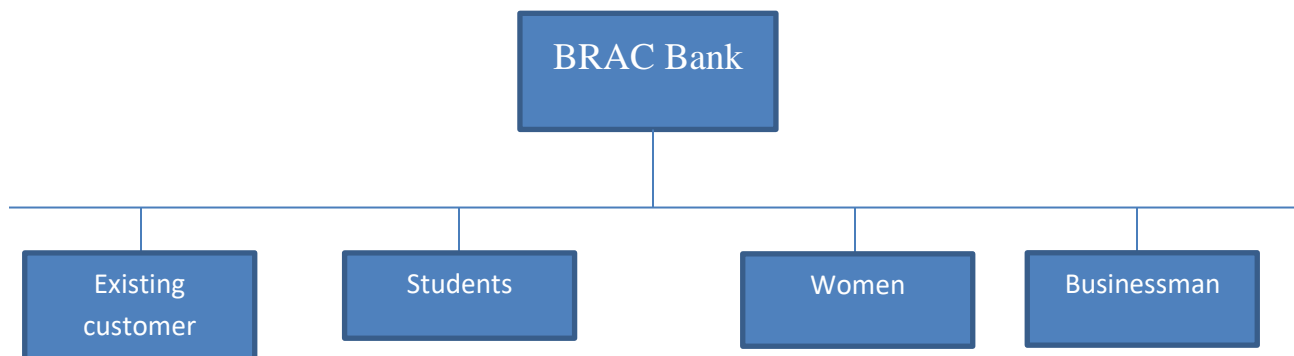 BRAC Bank
Existing
customer
Students
Women
Businessman